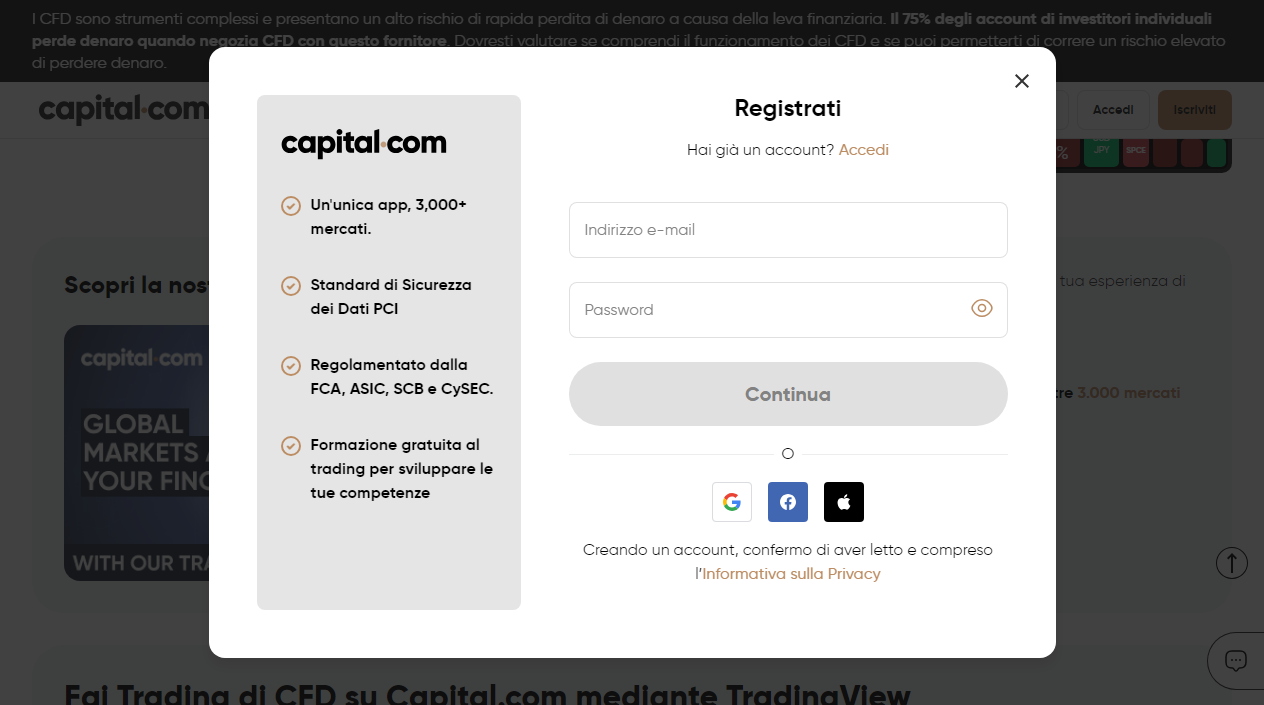 I CFD sono strumenti complessi e presentano un alto rischio di rapida perdita di denaro a causa della leva finanziaria. Il 75% degli account di investitori individuali
perde denaro quando negozia CFD con questo fornitore. Dovresti valutare se comprendi il funzionamento dei CFD e se puoi permetterti di correre un rischio elevato
di perdere denaro.
capital.com
Accedi
Iscriviti
%
JPY
SPCE
Scopri la nost
tua esperienza di
capital.com
GLOBAL
MARKETS
YOUR FING
WITH OUR TRA
tre 3.000 mercati
capital.com
Un'unica app, 3,000+
mercati.
Standard di Sicurezza
dei Dati PCI
Regolamentato dalla
FCA, ASIC, SCB e CySEC.
Formazione gratuita al
trading per sviluppare le
tue competenze
Registrati
Hai già un account? Accedi
Indirizzo e-mail
Password
Continua
O
Creando un account, confermo di aver letto e compreso
l'Informativa sulla Privacy
Fai Trading di CFD su Capital.com mediante TradingView